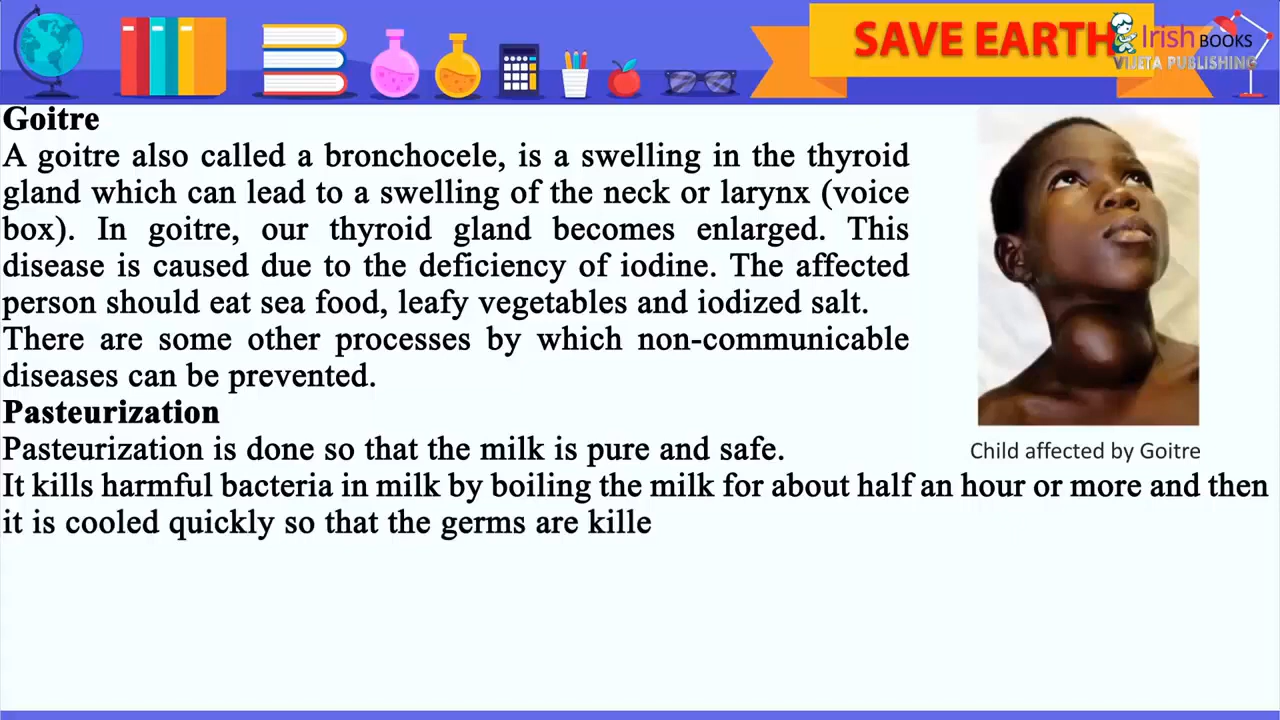 SAVE EARTH
Irish BOOKS
VIJETA PUBLISHING
Goitre
A goitre also called a bronchocele, is a swelling in the thyroid
gland which can lead to a swelling of the neck or larynx (voice
box). In goitre, our thyroid gland becomes enlarged. This
disease is caused due to the deficiency of iodine. The affected
person should eat sea food, leafy vegetables and iodized salt.
There are some other processes by which non-communicable
diseases can be prevented.
Pasteurization
Pasteurization is done so that the milk is pure and safe.
It kills harmful bacteria in milk by boiling the milk for about half an hour or more and then
it is cooled quickly so that the germs are kille
Child affected by Goitre